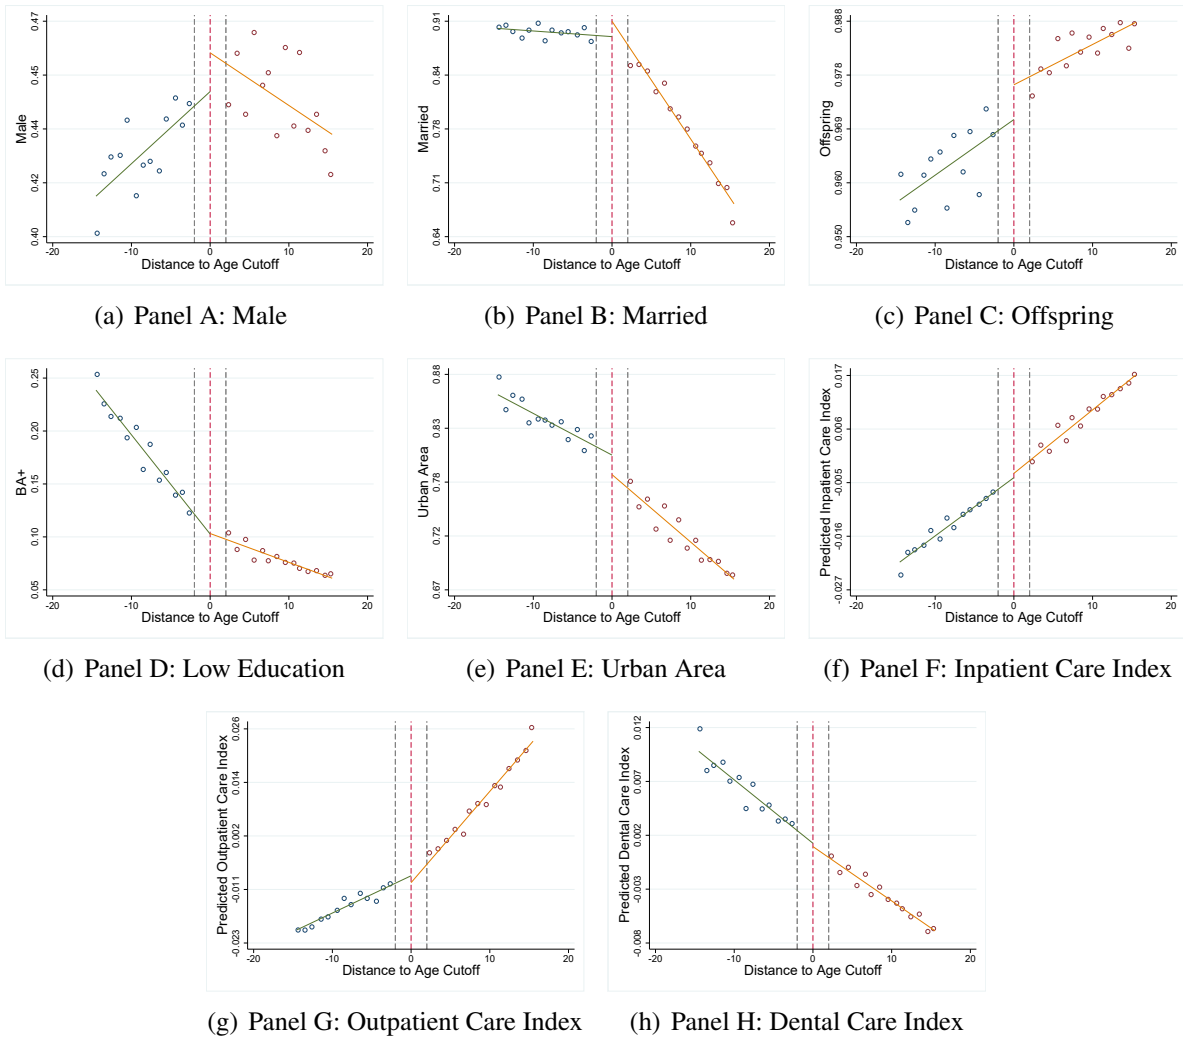 0.47
0.45
0.44
0.42
0.40
Male
-20 -10 0 10 20
Distance to Age Cutoff
(a) Panel A: Male
0.91
0.84
0.78
0.71
0.64
Married
-20 -10 0 10 20
Distance to Age Cutoff
(b) Panel B: Married
0.988
0.978
0.969
0.960
0.950
Offspring
-20 -10 0 10 20
Distance to Age Cutoff
(c) Panel C: Offspring
0.25
0.20
0.15
0.10
0.05
BA+
-20 -10 0 10 20
Distance to Age Cutoff
(d) Panel D: Low Education
0.88
0.83
0.78
0.72
0.67
Urban Area
-20 -10 0 10 20
Distance to Age Cutoff
(e) Panel E: Urban Area
0.017
0.006
-0.005
-0.016
-0.027
Predicted Inpatient Care Index
-20 -10 0 10 20
Distance to Age Cutoff
(f) Panel F: Inpatient Care Index
0.026
0.014
0.002
-0.011
-0.023
Predicted Outpatient Care Index
-20 -10 0 10 20
Distance to Age Cutoff
(g) Panel G: Outpatient Care Index
0.012
0.007
0.002
-0.003
-0.008
Predicted Dental Care Index
-20 -10 0 10 20
Distance to Age Cutoff
(h) Panel H: Dental Care Index